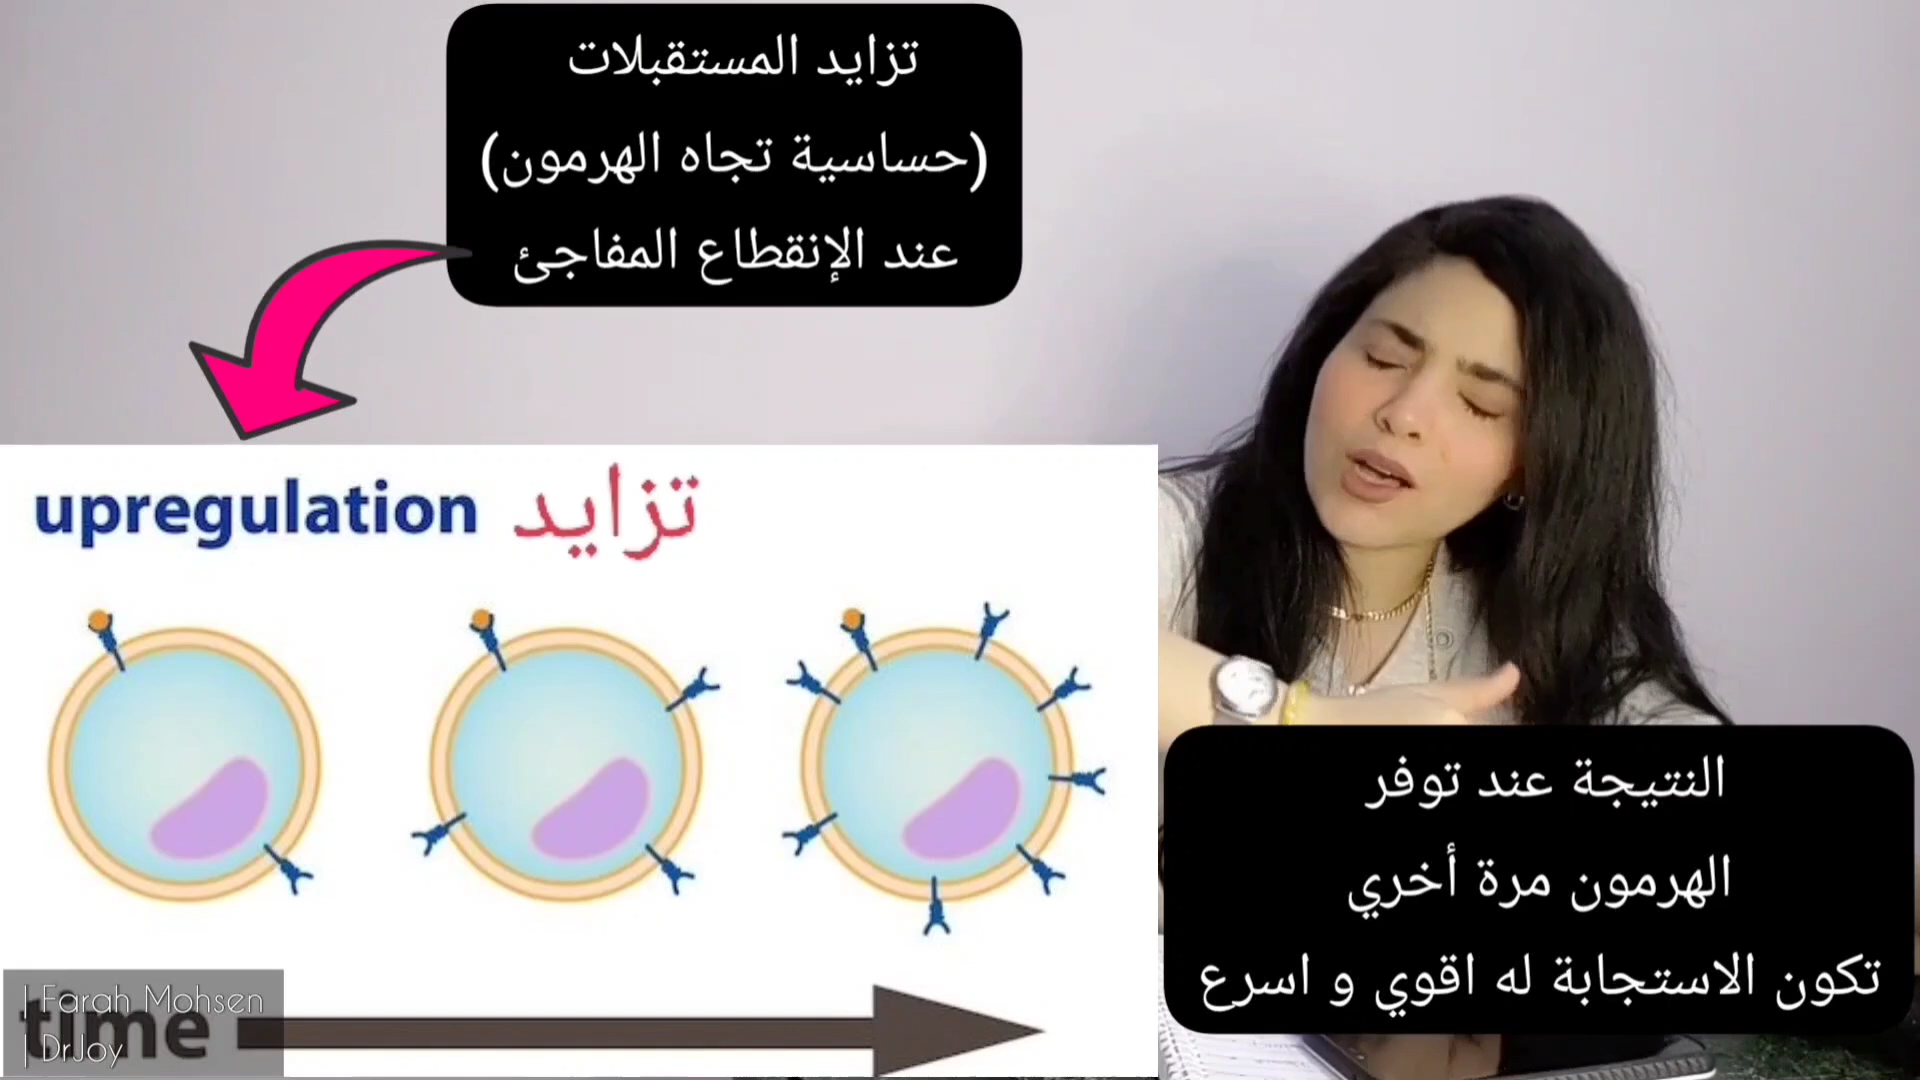 تزايد المستقبلات
(حساسية تجاه الهرمون)
عند الإنقطاع المفاجئ
upregulation تزايد
النتيجة عند توفر
الهرمون مرة أخري
تكون الاستجابة له اقوي و اسرع
time
| Farah Mohsen
| DrJoy